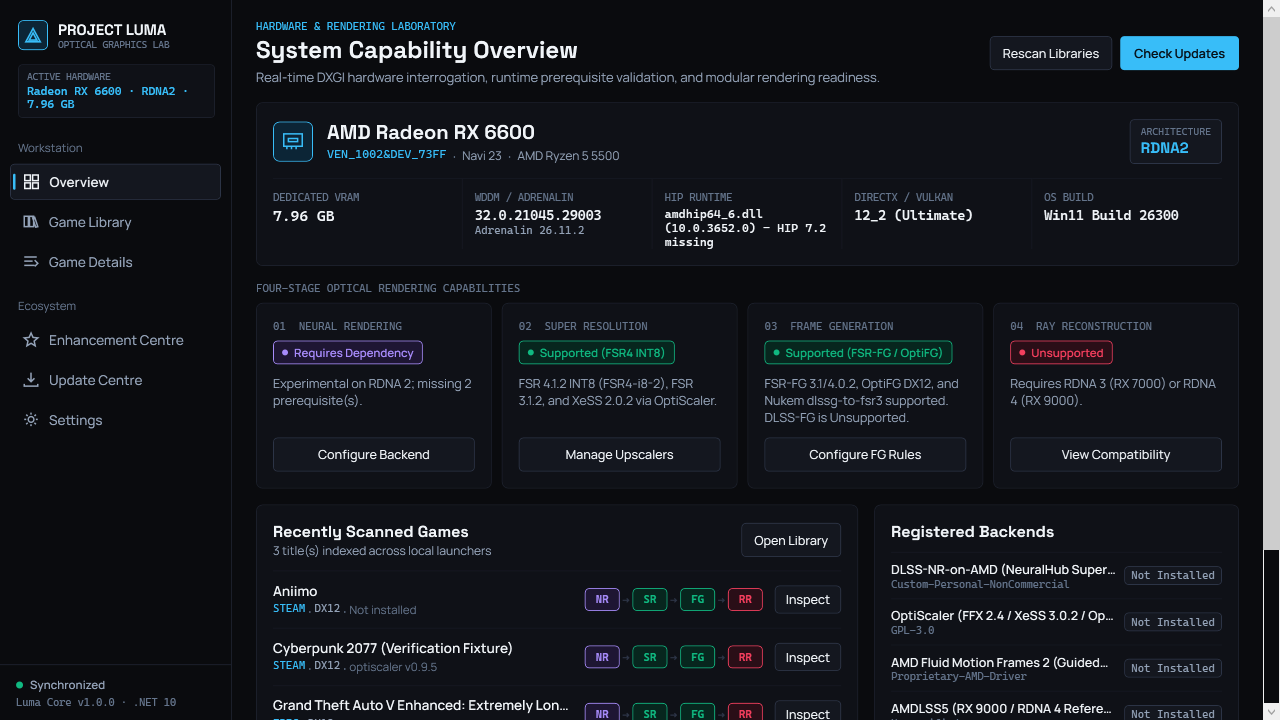 PROJECT LUMA
OPTICAL GRAPHICS LAB
ACTIVE HARDWARE
Radeon RX 6600 · RDNA2 ·
7.96 GB
Workstation
Overview
Game Library
Game Details
Ecosystem
Enhancement Centre
Update Centre
Settings
Synchronized
Luma Core v1.0.0 · .NET 10
HARDWARE & RENDERING LABORATORY
System Capability Overview
Real-time DXGI hardware interrogation, runtime prerequisite validation, and modular rendering readiness.
Rescan Libraries
Check Updates
AMD Radeon RX 6600
VEN_1002&DEV_73FF · Navi 23 · AMD Ryzen 5 5500
ARCHITECTURE
RDNA2
DEDICATED VRAM
7.96 GB
WDDM / ADRENALIN
32.0.21045.29003
Adrenalin 26.11.2
HIP RUNTIME
amdhip64_6.dll
(10.0.3652.0) — HIP 7.2
missing
DIRECTX / VULKAN
12_2 (Ultimate)
OS BUILD
Win11 Build 26300
FOUR-STAGE OPTICAL RENDERING CAPABILITIES
01 NEURAL RENDERING
Requires Dependency
Experimental on RDNA 2; missing 2
prerequisite(s).
Configure Backend
02 SUPER RESOLUTION
Supported (FSR4 INT8)
FSR 4.1.2 INT8 (FSR4-i8-2), FSR
3.1.2, and XeSS 2.0.2 via OptiScaler.
Manage Upscalers
03 FRAME GENERATION
Supported (FSR-FG / OptiFG)
FSR-FG 3.1/4.0.2, OptiFG DX12, and
Nukem dlssg-to-fsr3 supported.
DLSS-FG is Unsupported.
Configure FG Rules
04 RAY RECONSTRUCTION
Unsupported
Requires RDNA 3 (RX 7000) or RDNA
4 (RX 9000).
View Compatibility
Recently Scanned Games
3 title(s) indexed across local launchers
Open Library
Aniimo
STEAM . DX12 . Not installed
NR → SR → FG → RR
Inspect
Cyberpunk 2077 (Verification Fixture)
STEAM . DX12 . optiscaler v0.9.5
NR → SR → FG → RR
Inspect
Grand Theft Auto V Enhanced: Extremely Lon...
NR → SR → FG → RR
Inspect
Registered Backends
DLSS-NR-on-AMD (NeuralHub Super...
Custom-Personal-NonCommercial
Not Installed
OptiScaler (FFX 2.4 / XeSS 3.0.2 / Op...
GPL-3.0
Not Installed
AMD Fluid Motion Frames 2 (Guided...
Proprietary-AMD-Driver
Not Installed
AMDLSS5 (RX 9000 / RDNA 4 Refere...
Not Installed